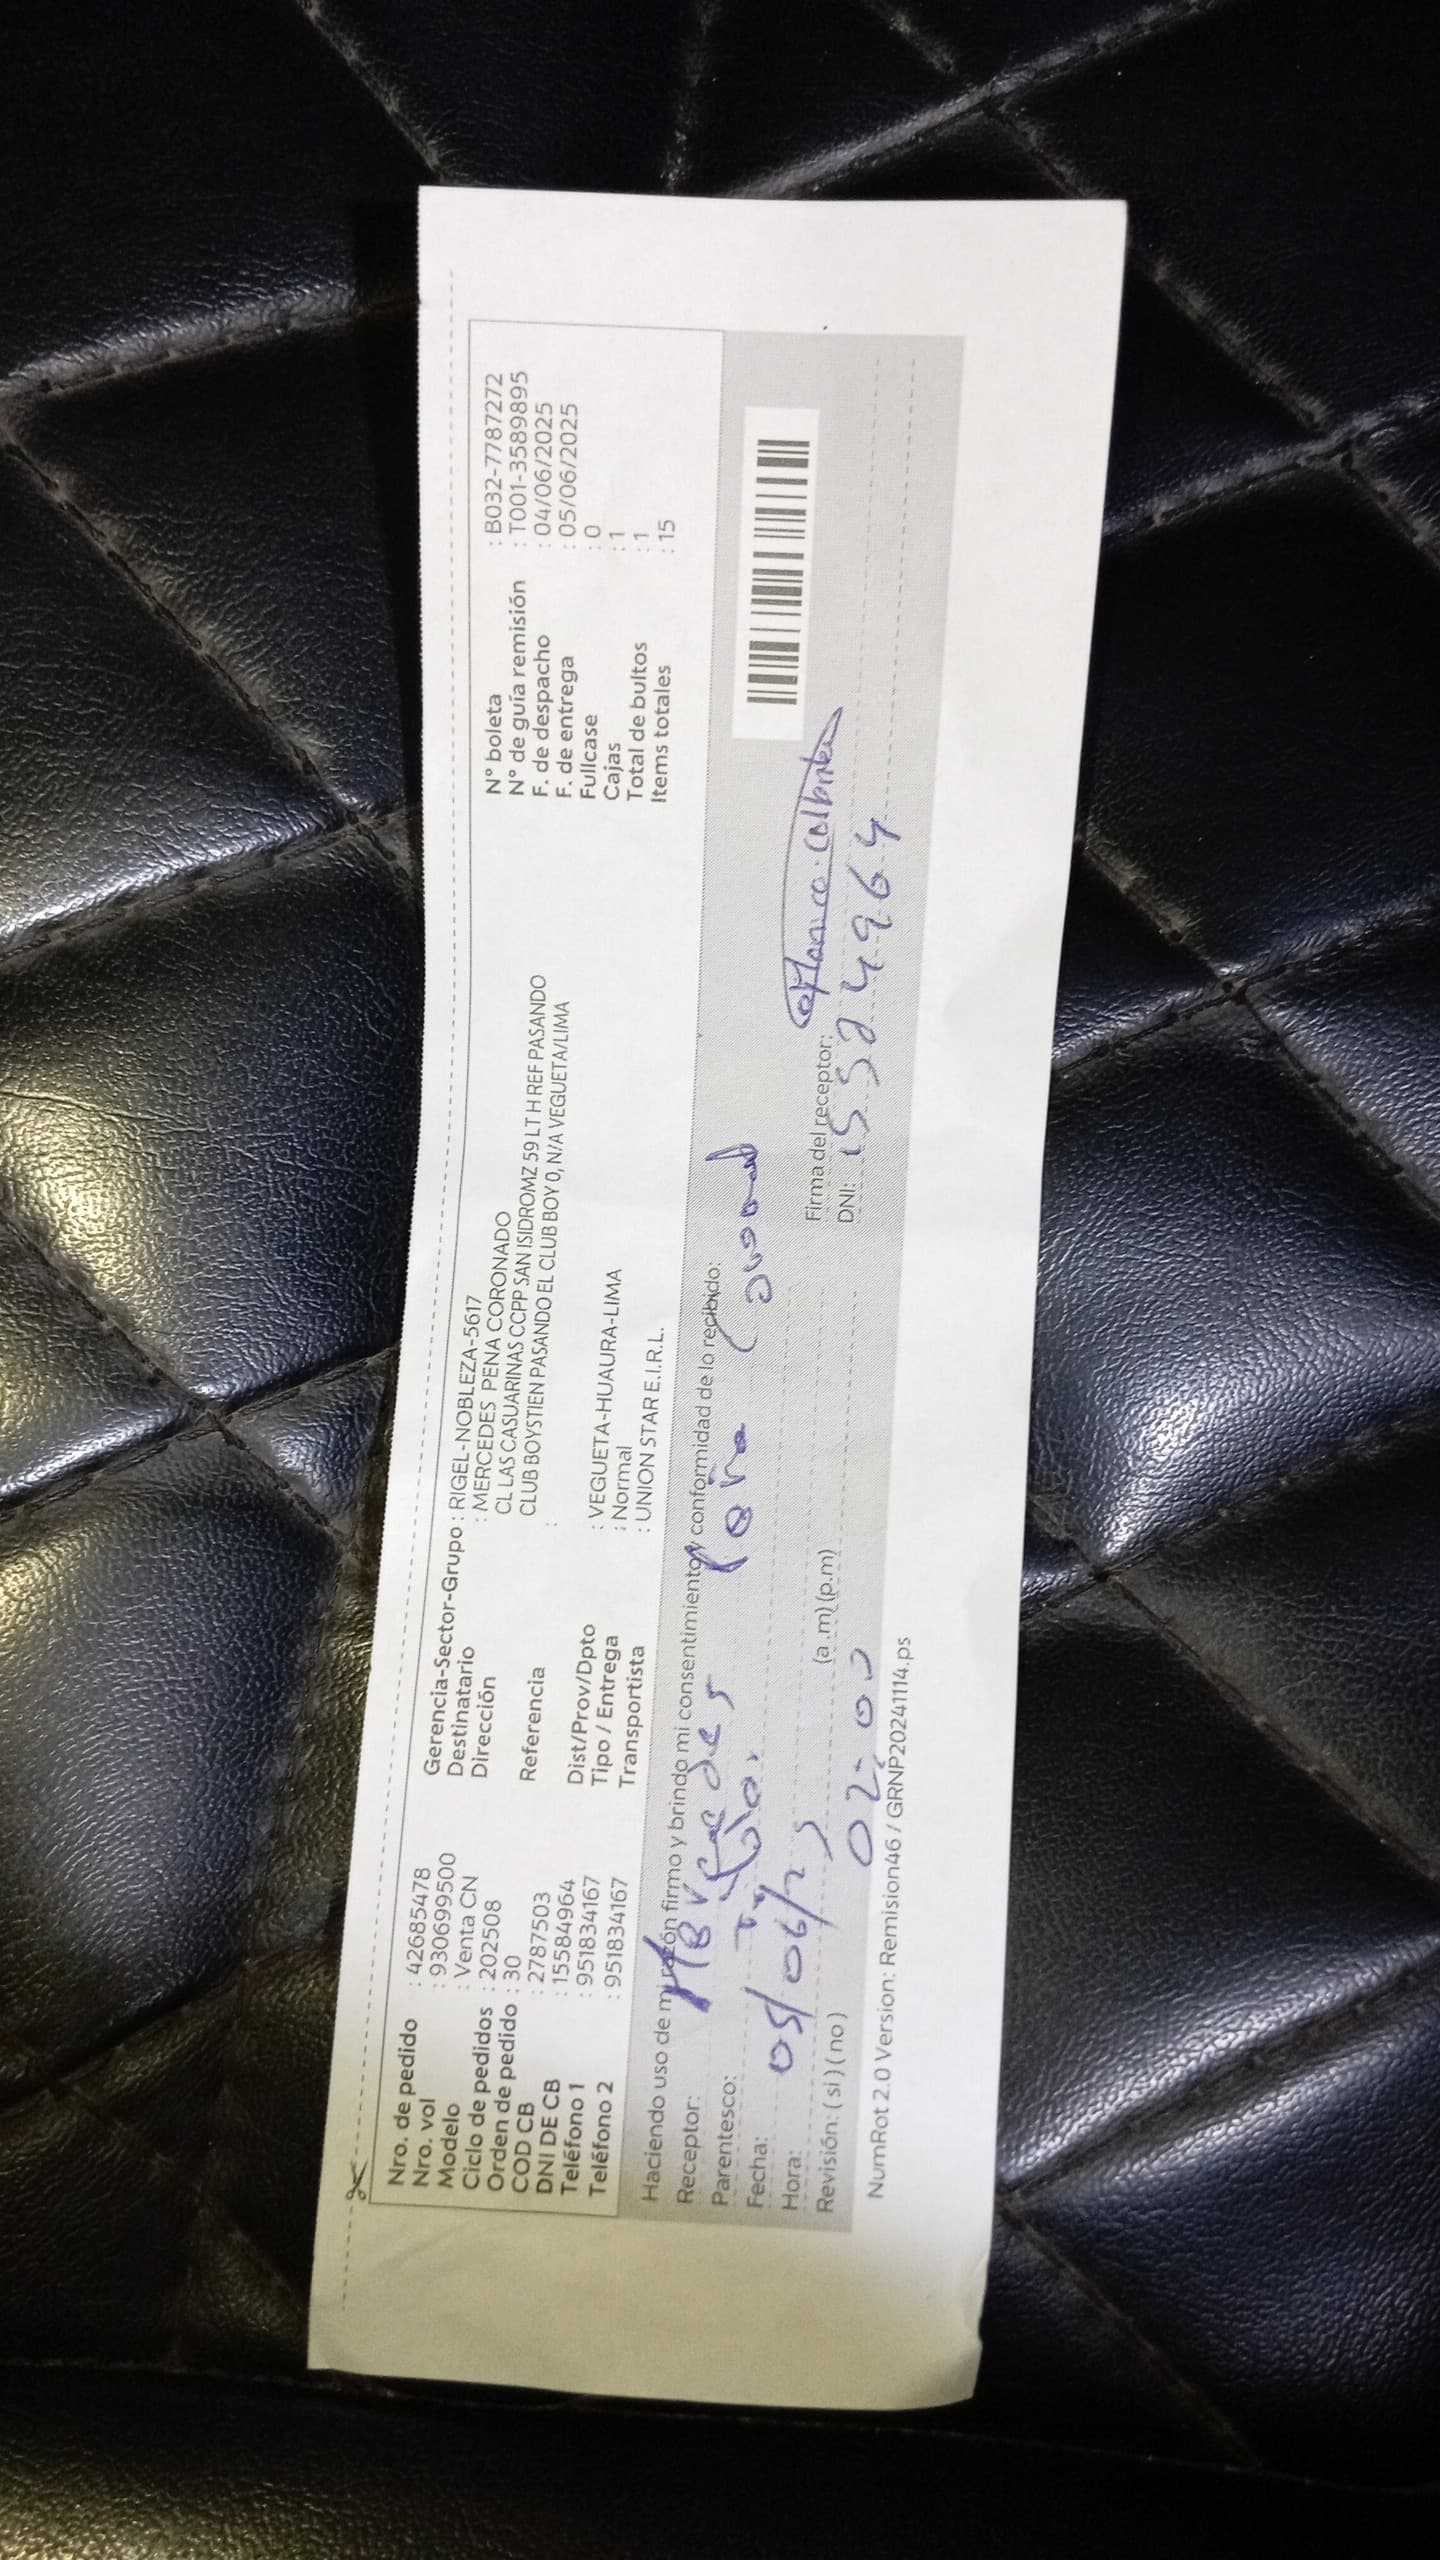 Nro. de pedido : 42685478
Nro. vol : 930699500
Modelo : Venta CN
Ciclo de pedidos : 202508
Orden de pedido : 30
COD CB : 2787503
DNI DE CB : 15584964
Teléfono 1 : 951834167
Teléfono 2 : 951834167
Gerencia-Sector-Grupo : RIGEL-NOBLEZA-5617
Destinatario : MERCEDES PENA CORONADO
Dirección CL LAS CASUARINAS CCPP SAN ISIDROMZ 59 LT H REF PASANDO
CLUB BOYSTIEN PASANDO EL CLUB BOY 0, N/A VEGUETA/LIMA
Referencia :
Dist/Prov/Dpto : VEGUETA-HUAURA-LIMA
Tipo / Entrega : Normal
Transportista : UNION STAR E.I.R.L.
N° boleta : B032-7787272
N° de guía remisión : T001-3589895
F. de despacho : 04/06/2025
F. de entrega : 05/06/2025
Fullcase : 0
Cajas : 1
Total de bultos : 1
Items totales : 15
Haciendo uso de mi razón firmo y brindo mi consentimiento y conformidad de lo recibido:
Receptor: Mercedes Peña
Parentesco:
Fecha: 05/06/25
Hora: 02:00 (a.m) (p.m)
Revisión: ( si ) ( no )
Firma del receptor:
DNI:
NumRot 2.0 Version: Remision46 / GRNP20241114.ps